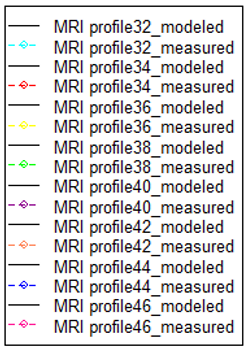 MRI profile32_modeled
MRI profile32_measured
MRI profile34_modeled
MRI profile34_measured
MRI profile36_modeled
MRI profile36_measured
MRI profile38_modeled
MRI profile38_measured
MRI profile40_modeled
MRI profile40_measured
MRI profile42_modeled
MRI profile42_measured
MRI profile44_modeled
MRI profile44_measured
MRI profile46_modeled
MRI profile46_measured